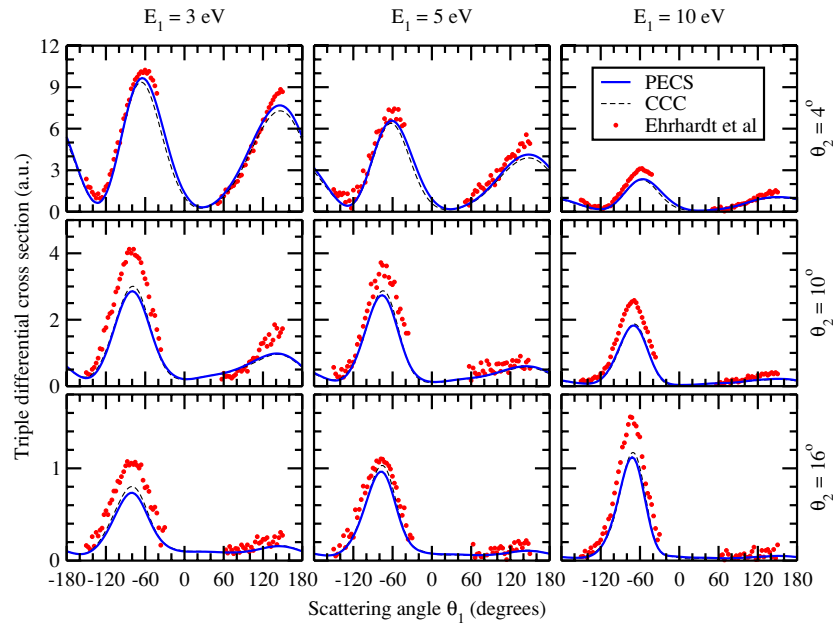 E₁ = 3 eV E₁ = 5 eV E₁ = 10 eV
12
9
6
3
0
PECS
CCC
Ehrhardt et al
θ₂ = 4°
4
2
0
θ₂ = 10°
1
0
θ₂ = 16°
Triple differential cross section (a.u.)
-180 -120 -60 0 60 120 180 -120 -60 0 60 120 180 -120 -60 0 60 120 180
Scattering angle θ₁ (degrees)